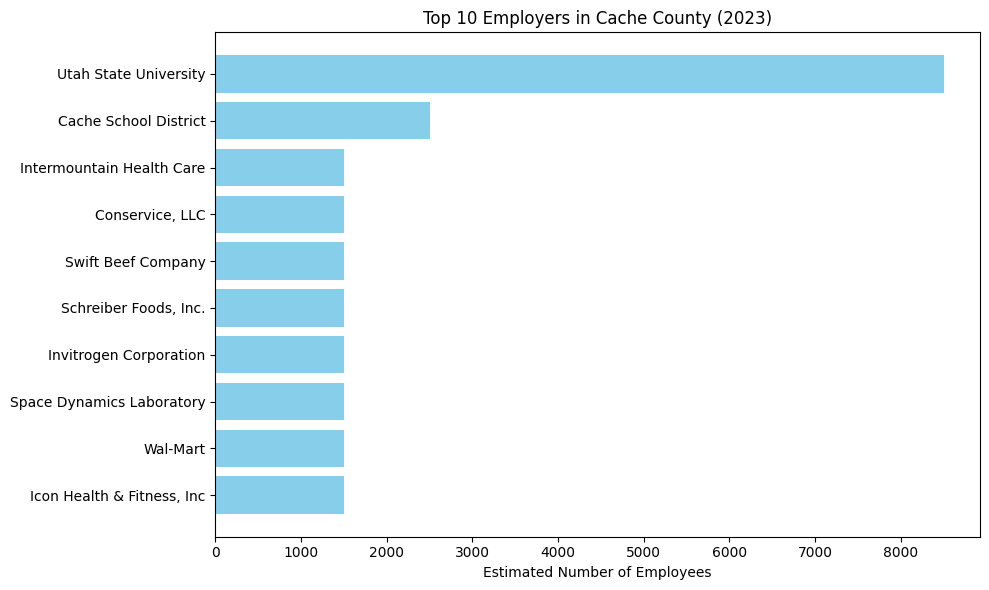 Top 10 Employers in Cache County (2023)
Utah State University
Cache School District
Intermountain Health Care
Conservice, LLC
Swift Beef Company
Schreiber Foods, Inc.
Invitrogen Corporation
Space Dynamics Laboratory
Wal-Mart
Icon Health & Fitness, Inc
0 1000 2000 3000 4000 5000 6000 7000 8000
Estimated Number of Employees